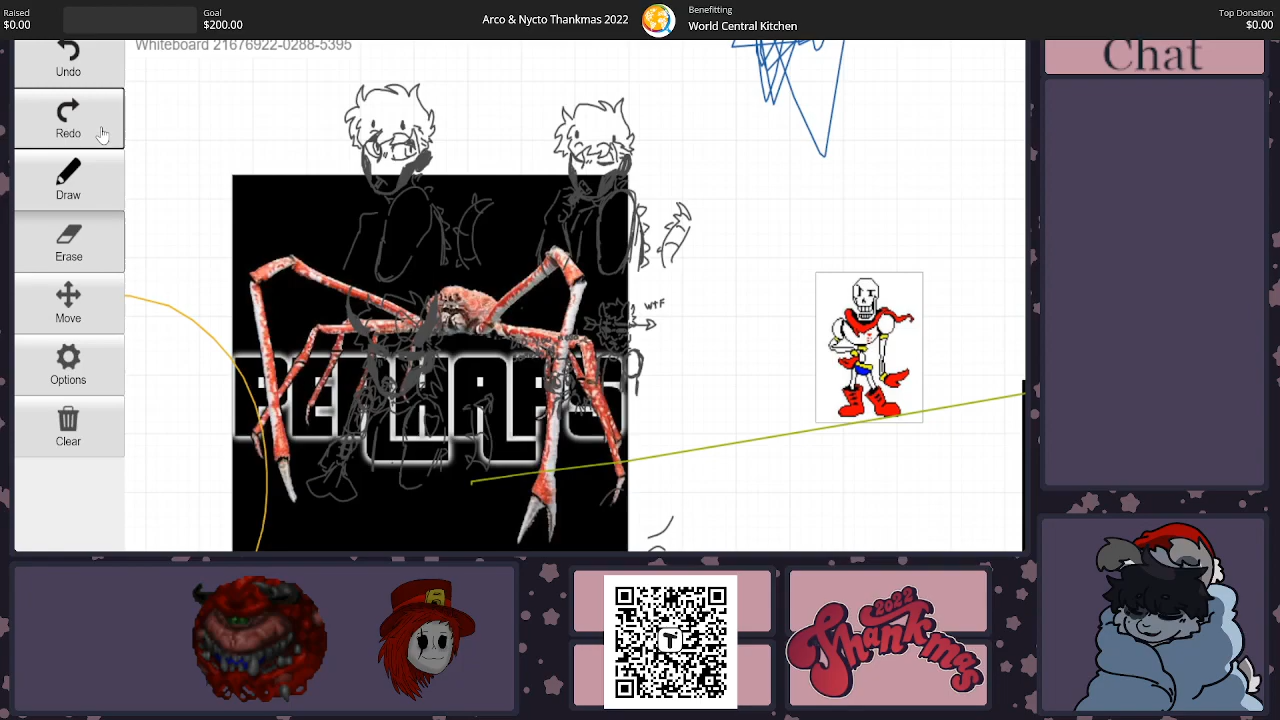 Raised
$0.00
Goal
$200.00
Arco & Nycto Thankmas 2022
Benefitting
World Central Kitchen
Top Donation
$0.00
Whiteboard 21676922-0288-5395
Undo
Redo
Draw
Erase
Move
Options
Clear
Chat
wtf
PERHAPS
T
2022
Thankmas